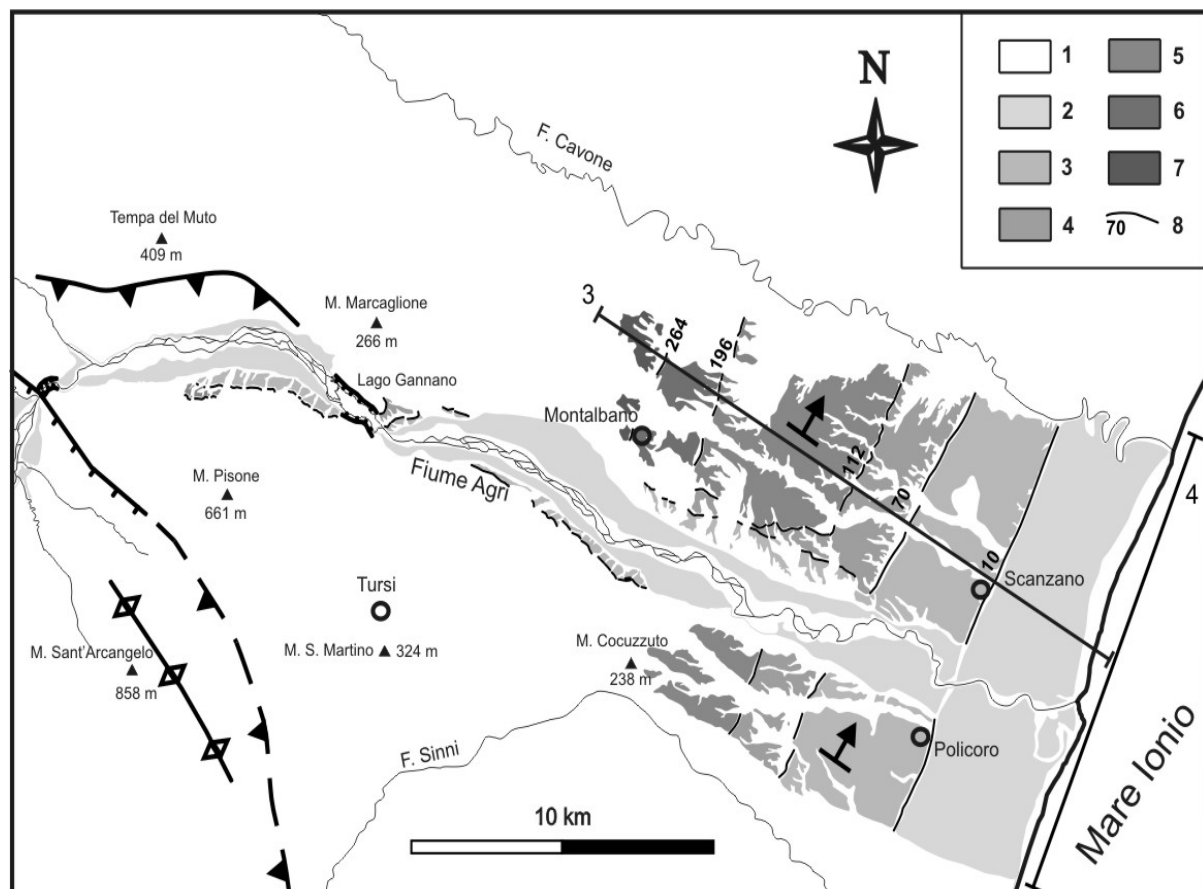 1
5
2
6
3
7
4
70
8
N
F. Cavone
Tempa del Muto
409 m
M. Marcaglione
266 m
Lago Gannano
3
264
196
Montalbano
112
70
10
Scanzano
4
Fiume Agri
M. Pisone
661 m
Tursi
M. S. Martino
324 m
M. Sant'Arcangelo
858 m
M. Cocuzzuto
238 m
F. Sinni
Policoro
Mare Ionio
10 km